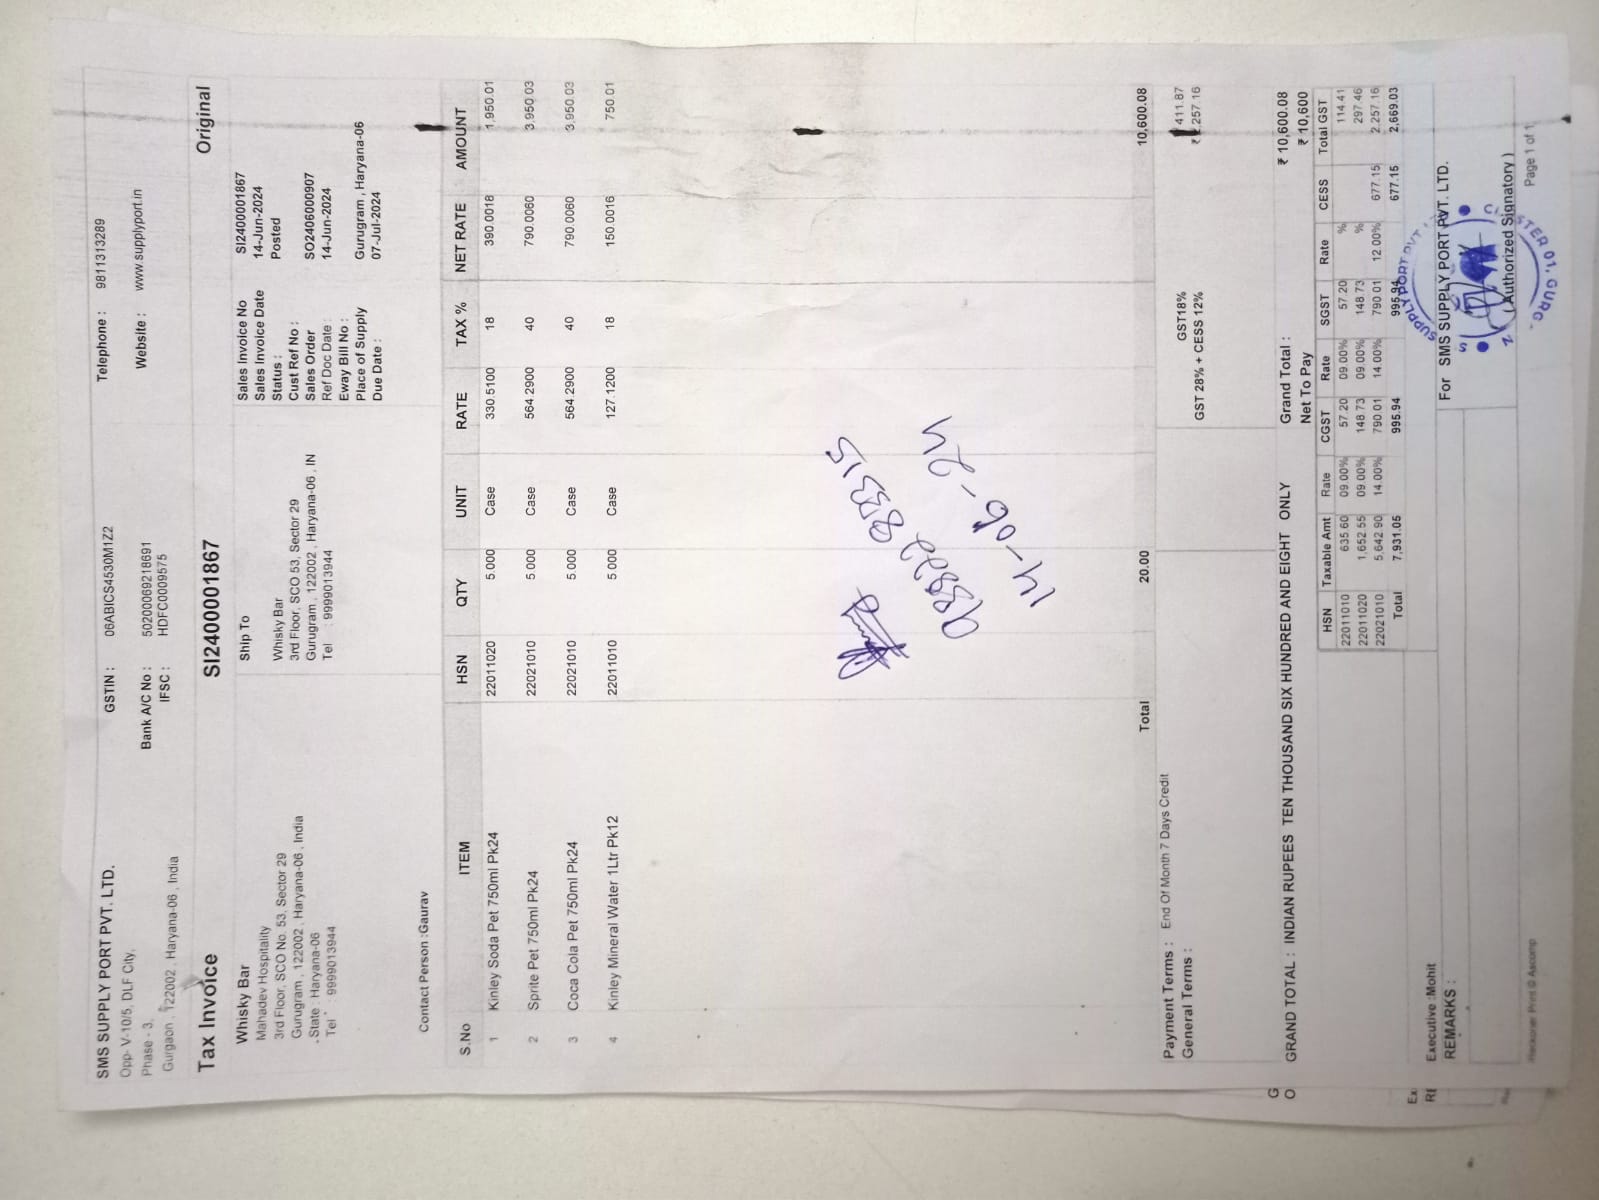 SMS SUPPLY PORT PVT. LTD.
Opp- V-10/5, DLF City,
Phase - 3,
Gurgaon , 122002 , Haryana-06 , India
GSTIN : 06ABICS4530M1Z2
Bank A/C No : 50200069218691
IFSC : HDFC0009575
Telephone : 981131​3289
Website : www.supplyport.in
Tax Invoice SI2400001867 Original
Whisky Bar
Mahadev Hospitality
3rd Floor, SCO No. 53, Sector 29
Gurugram , 122002 , Haryana-06 , India
, State : Haryana-06
Tel : 9999013944
Contact Person :Gaurav
Ship To
Whisky Bar
3rd Floor, SCO 53, Sector 29
Gurugram , 122002 , Haryana-06 , IN
Tel : 9999013944
Sales Invoice No SI2400001867
Sales Invoice Date 14-Jun-2024
Status : Posted
Cust Ref No :
Sales Order SO2406000907
Ref Doc Date : 14-Jun-2024
Eway Bill No :
Place of Supply Gurugram , Haryana-06
Due Date : 07-Jul-2024
S.No ITEM HSN QTY UNIT RATE TAX % NET RATE AMOUNT
1 Kinley Soda Pet 750ml Pk24 22011020 5.000 Case 330.5100 18 390.0018 1,950.01
2 Sprite Pet 750ml Pk24 22021010 5.000 Case 564.2900 40 790.0060 3,950.03
3 Coca Cola Pet 750ml Pk24 22021010 5.000 Case 564.2900 40 790.0060 3,950.03
4 Kinley Mineral Water 1Ltr Pk12 22011010 5.000 Case 127.1200 18 150.0016 750.01
14-06-24
Total 20.00 10,600.08
Payment Terms : End Of Month 7 Days Credit
General Terms :
GST18% 411.87
GST 28% + CESS 12% ₹ 2,257.16
Grand Total : ₹ 10,600.08
GRAND TOTAL : INDIAN RUPEES TEN THOUSAND SIX HUNDRED AND EIGHT ONLY
Net To Pay ₹ 10,600
HSN Taxable Amt Rate CGST Rate SGST Rate CESS Total GST
22011010 635.60 09.00% 57.20 09.00% 57.20 % 114.41
22011020 1,652.55 09.00% 148.73 09.00% 148.73 % 297.46
22021010 5,642.90 14.00% 790.01 14.00% 790.01 12.00% 677.15 2,257.16
Total 7,931.05 995.94 995.94 677.15 2,669.03
Executive :Mohit
REMARKS :
For SMS SUPPLY PORT PVT. LTD.
SUPPLY PORT PVT
( Authorized Signatory )
Page 1 of 1